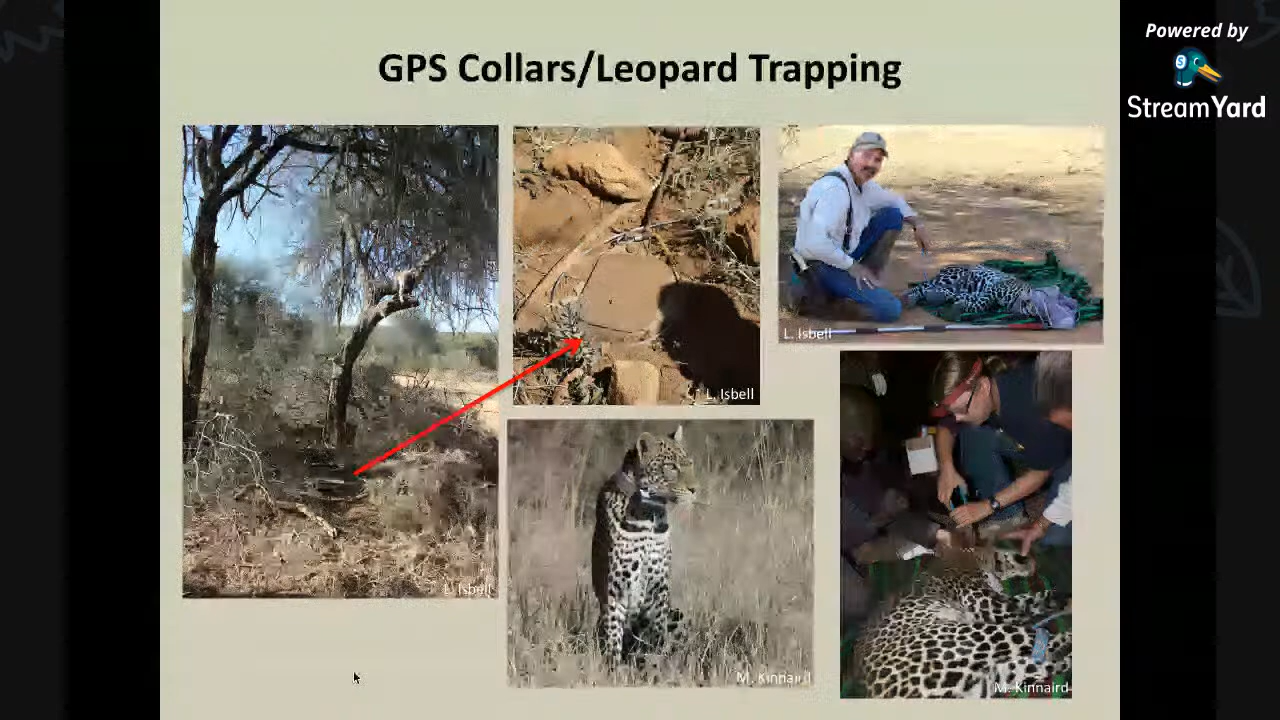 GPS Collars/Leopard Trapping
Powered by
StreamYard
L. Isbell
L. Isbell
L. Isbell
M. Kinnaird
M. Kinnaird